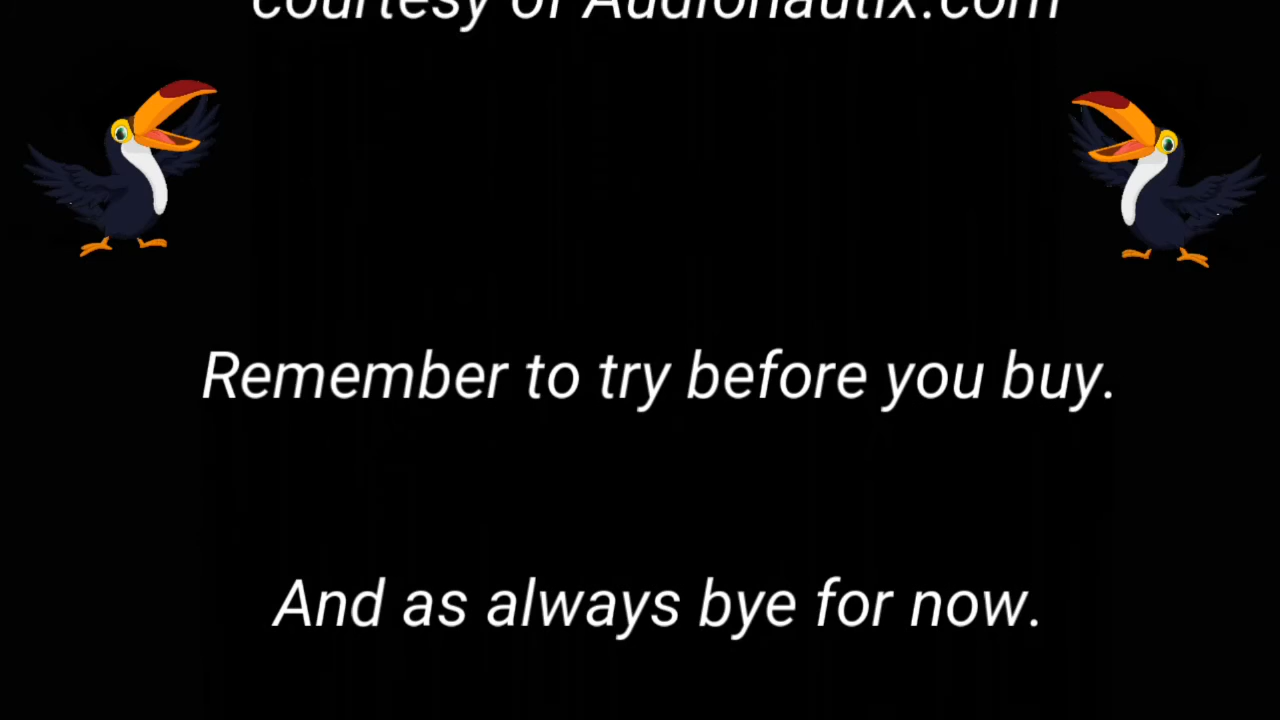 courtesy of Audionautix.com
Remember to try before you buy.
And as always bye for now.